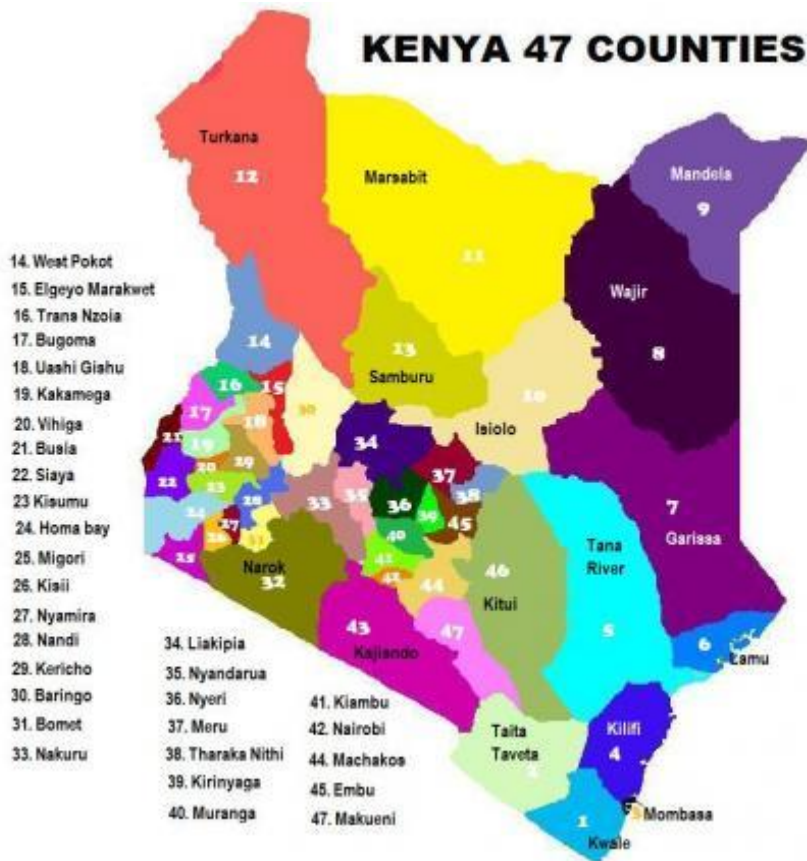 KENYA 47 COUNTIES
Turkana
12
Marsabit
11
Mandela
9
Wajir
8
14. West Pokot
15. Elgeyo Marakwet
16. Trans Nzoia
17. Bugoma
18. Uashi Gishu
19. Kakamega
20. Vihiga
21. Busia
22. Siaya
23 Kisumu
24. Homa bay
25. Migori
26. Kisii
27. Nyamira
28. Nandi
29. Kericho
30. Baringo
31. Bomet
33. Nakuru
14
13
Samburu
10
Isiolo
16
15
17
30
18
34
21
19
20
29
37
22
23
33
35
36
38
28
39
45
24
27
26
40
31
25
41
42
44
Narok
32
46
Kitui
Tana
River
5
7
Garissa
43
Kajiando
47
6
Lamu
34. Liakipia
35. Nyandarua
36. Nyeri
37. Meru
38. Tharaka Nithi
39. Kirinyaga
40. Muranga
41. Kiambu
42. Nairobi
44. Machakos
45. Embu
47. Makueni
Taita
Taveta
2
Kilifi
4
3
Mombasa
1
Kwale